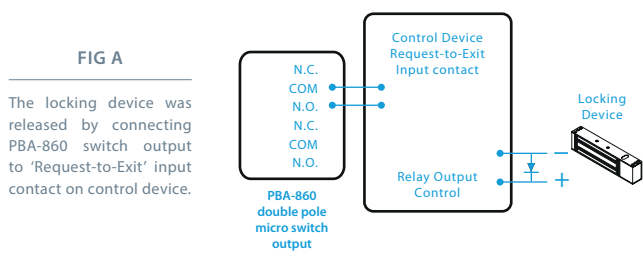 FIG A
The locking device was
released by connecting
PBA-860 switch output
to ‘Request-to-Exit’ input
contact on control device.
N.C.
COM
N.O.
N.C.
COM
N.O.
PBA-860
double pole
micro switch
output
Control Device
Request-to-Exit
Input contact
Relay Output
Control
Locking
Device
−
+